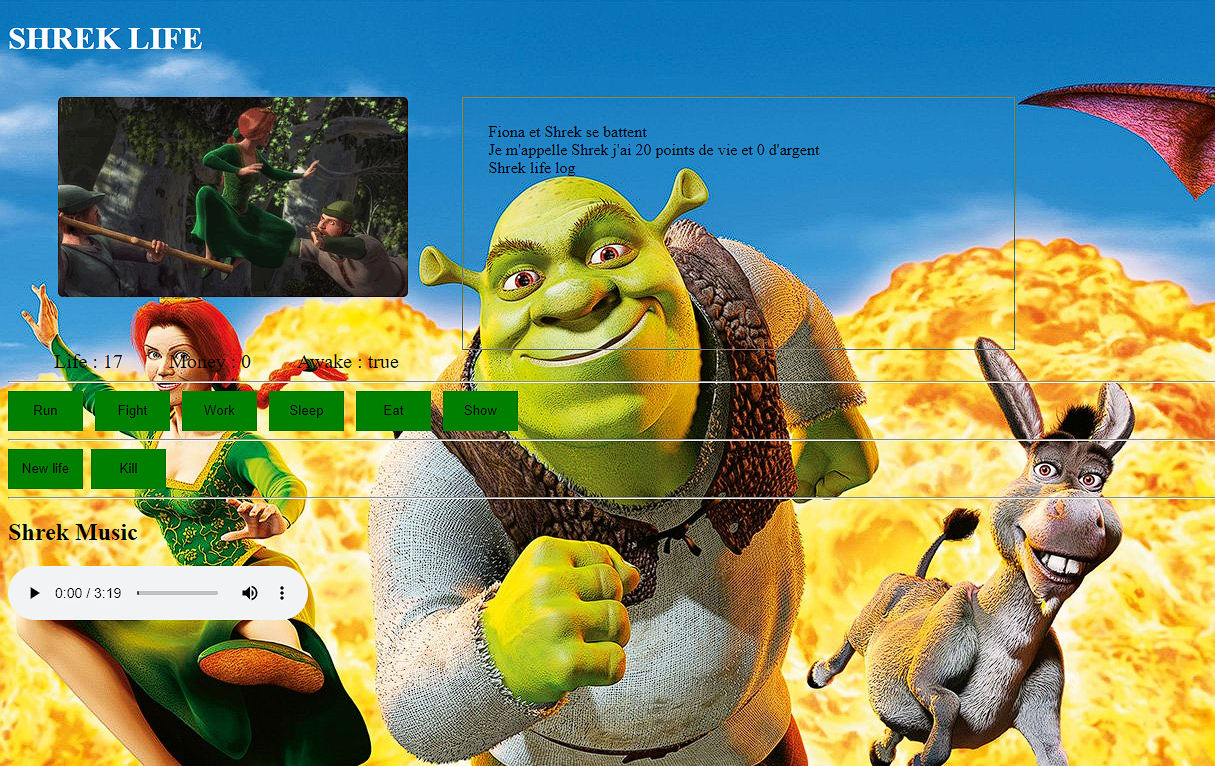 SHREK LIFE
Fiona et Shrek se battent
Je m'appelle Shrek j'ai 20 points de vie et 0 d'argent
Shrek life log
Life : 17 Money : 0 Awake : true
Run Fight Work Sleep Eat Show
New life Kill
Shrek Music
0:00 / 3:19